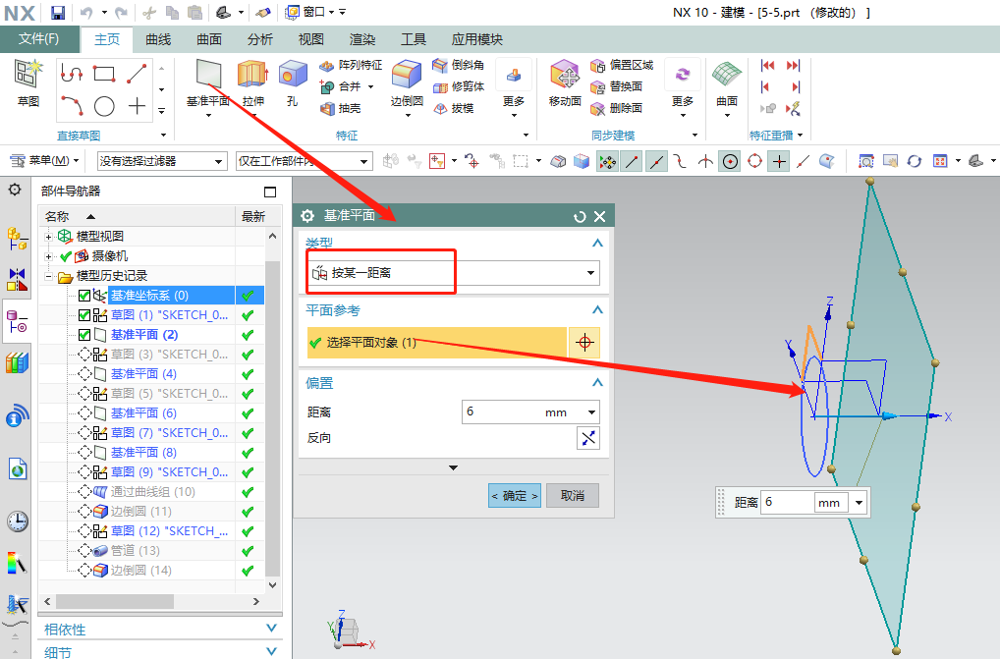 NX 窗口 NX 10 - 建模 - [5-5.prt （修改的） ]
文件(F) 主页 曲线 曲面 分析 视图 渲染 工具 应用模块
草图 基准平面 拉伸 孔 阵列特征 合并 抽壳 边倒圆 倒斜角 修剪体 拔模 更多 移动面 偏置区域 替换面 删除面 更多 曲面
直接草图 特征 同步建模 特征重播
菜单(M) 没有选择过滤器 仅在工作部件内
部件导航器
名称 最新
模型视图
摄像机
模型历史记录
基准坐标系 (0)
草图 (1) "SKETCH_0...
基准平面 (2)
草图 (3) "SKETCH_0...
基准平面 (4)
草图 (5) "SKETCH_0...
基准平面 (6)
草图 (7) "SKETCH_0...
基准平面 (8)
草图 (9) "SKETCH_0...
通过曲线组 (10)
边倒圆 (11)
草图 (12) "SKETCH_...
管道 (13)
边倒圆 (14)
相依性
细节
基准平面
类型
按某一距离
平面参考
选择平面对象 (1)
偏置
距离 6 mm
反向
< 确定 > 取消
Z
Y
X
距离 6 mm
Z
Y
X